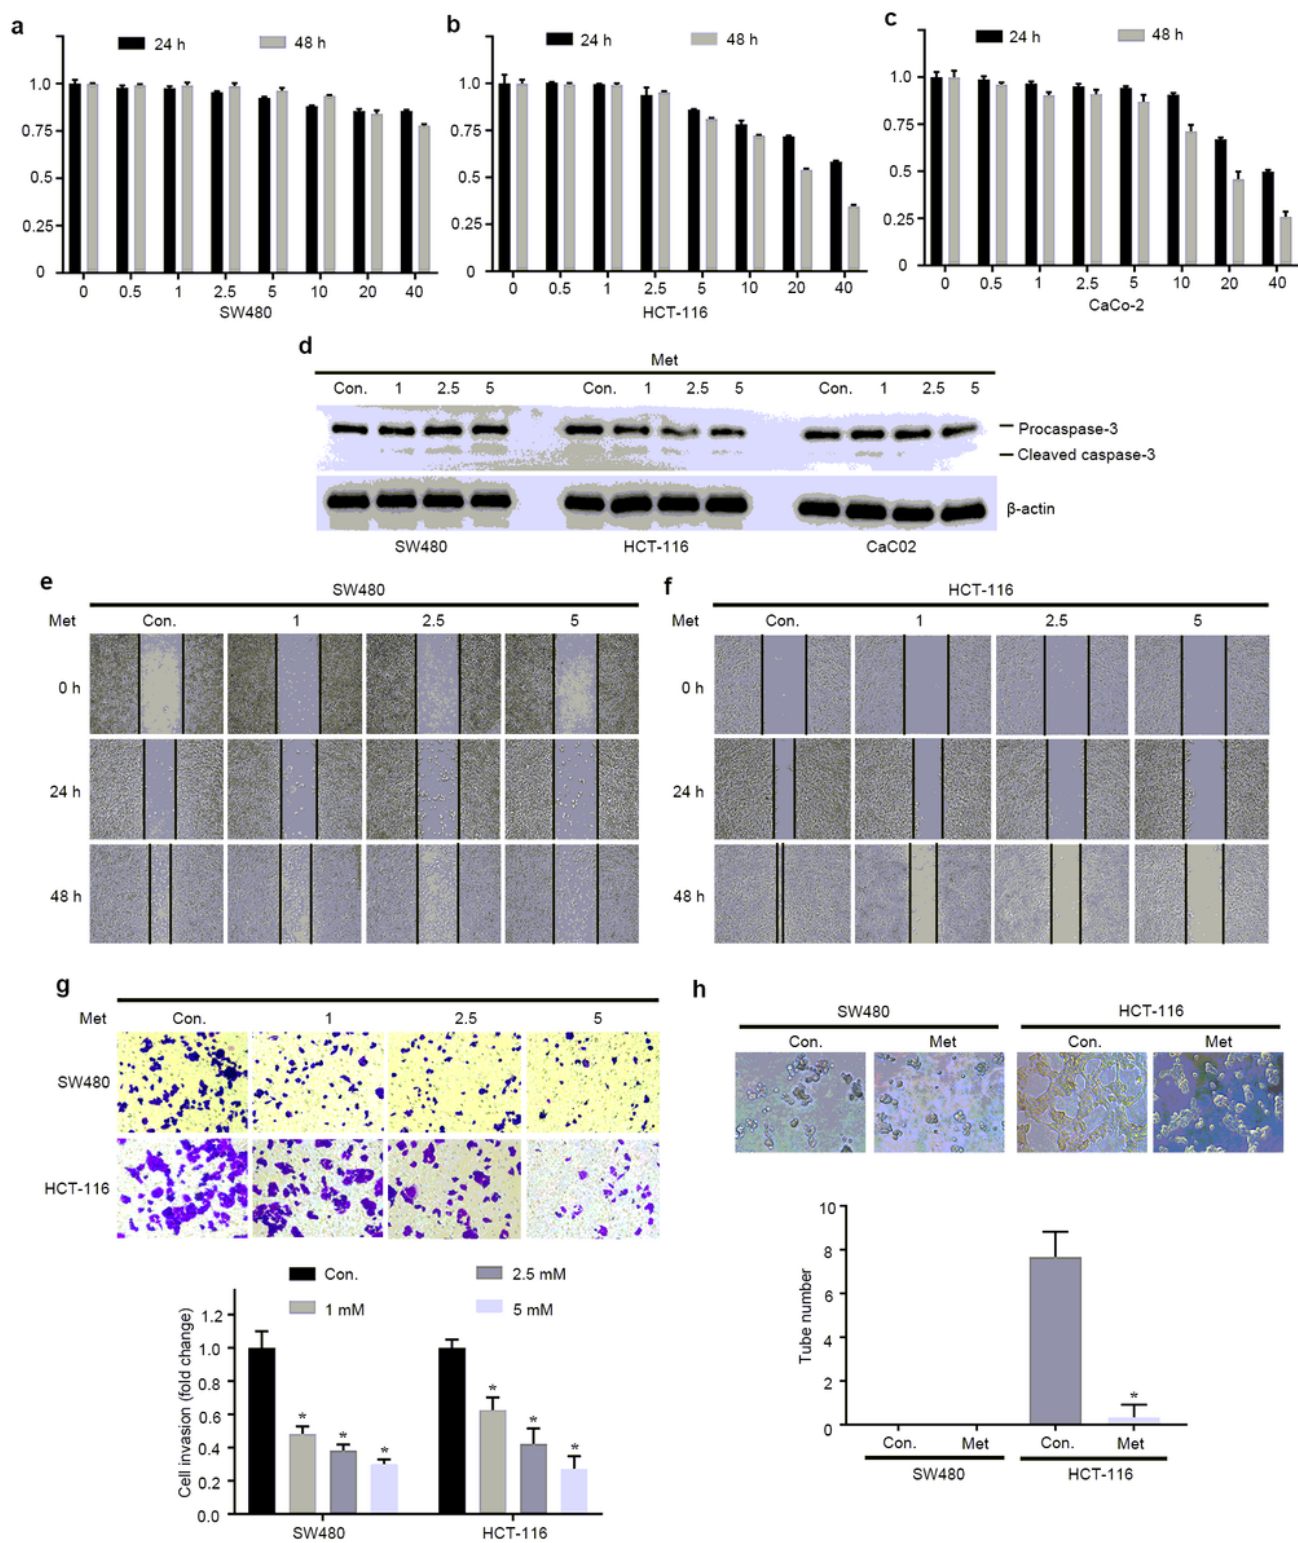 a
24 h 48 h
1.0
0.75
0.5
0.25
0
0 0.5 1 2.5 5 10 20 40
SW480
b
24 h 48 h
1.0
0.75
0.5
0.25
0
0 0.5 1 2.5 5 10 20 40
HCT-116
c
24 h 48 h
1.0
0.75
0.5
0.25
0
0 0.5 1 2.5 5 10 20 40
CaCo-2
d
Met
Con. 1 2.5 5 Con. 1 2.5 5 Con. 1 2.5 5
Procaspase-3
Cleaved caspase-3
β-actin
SW480 HCT-116 CaC02
e
SW480
Met Con. 1 2.5 5
0 h
24 h
48 h
f
HCT-116
Met Con. 1 2.5 5
0 h
24 h
48 h
g
Met Con. 1 2.5 5
SW480
HCT-116
Con. 2.5 mM
1 mM 5 mM
Cell invasion (fold change)
1.2
1.0
0.8
0.6
0.4
0.2
0.0
* * * * * *
SW480 HCT-116
h
SW480 HCT-116
Con. Met Con. Met
Tube number
10
8
6
4
2
0
*
Con. Met Con. Met
SW480 HCT-116